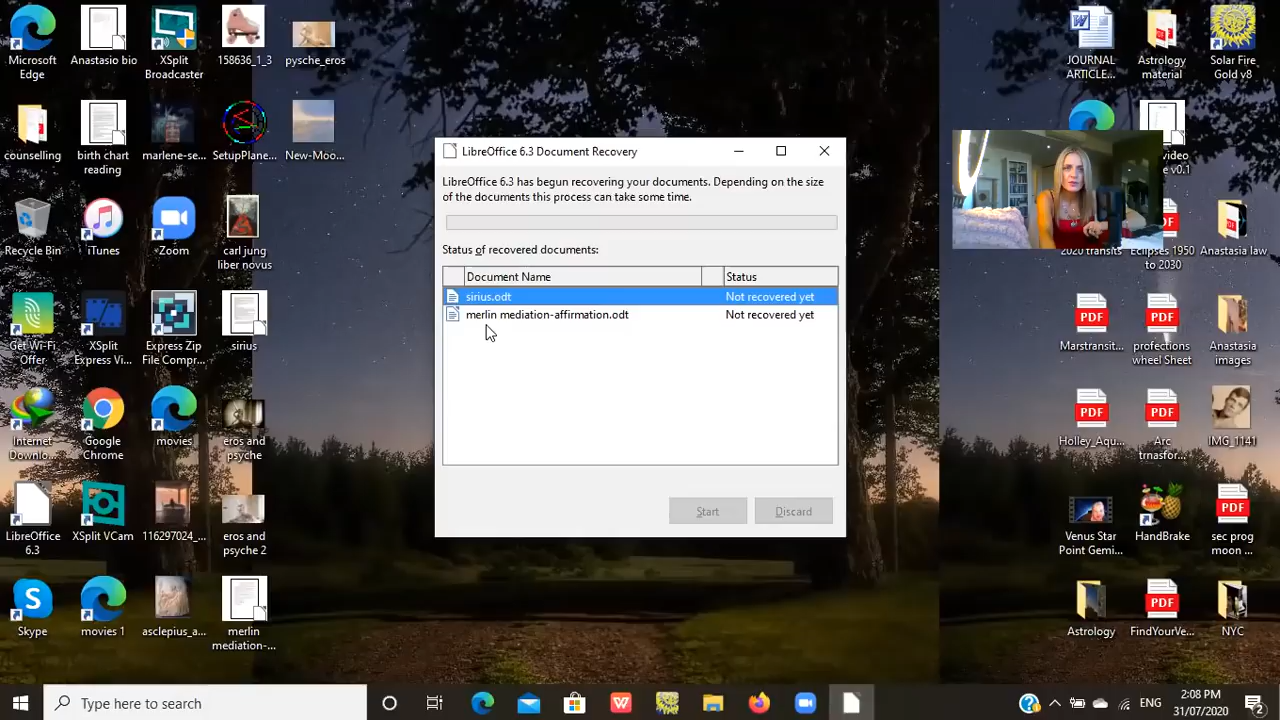 Microsoft
Edge
Anastasio bio
XSplit
Broadcaster
158636_1_3
pysche_eros
counselling
birth chart
reading
marlene-se...
SetupPlane...
New-Moo...
Recycle Bin
iTunes
Zoom
carl jung
liber novus
Get Wi-Fi
Offer
XSplit
Express Vi...
Express Zip
File Compr...
sirius
Internet
Downlo...
Google
Chrome
movies
eros and
psyche
LibreOffice
6.3
XSplit VCam
116297024_...
eros and
psyche 2
Skype
movies 1
asclepius_a...
merlin
mediation-...
LibreOffice 6.3 Document Recovery
LibreOffice 6.3 has begun recovering your documents. Depending on the size
of the documents this process can take some time.
Status of recovered documents:
Document Name
Status
sirius.odt
Not recovered yet
merlin mediation-affirmation.odt
Not recovered yet
Start
Discard
JOURNAL
ARTICLE...
Astrology
material
Solar Fire
Gold v8
video
e v0.1
2020 transits
Eclipses 1950
to 2030
Anastasia law
PDF
Marstransit...
PDF
profections
wheel Sheet
Anastasia
images
PDF
Holley_Aqu...
PDF
Arc
trnasfor...
IMG_1141
Venus Star
Point Gemi...
HandBrake
PDF
sec prog
moon ...
Astrology
PDF
FindYourVe...
NYC
Type here to search
ENG
2:08 PM
31/07/2020
2